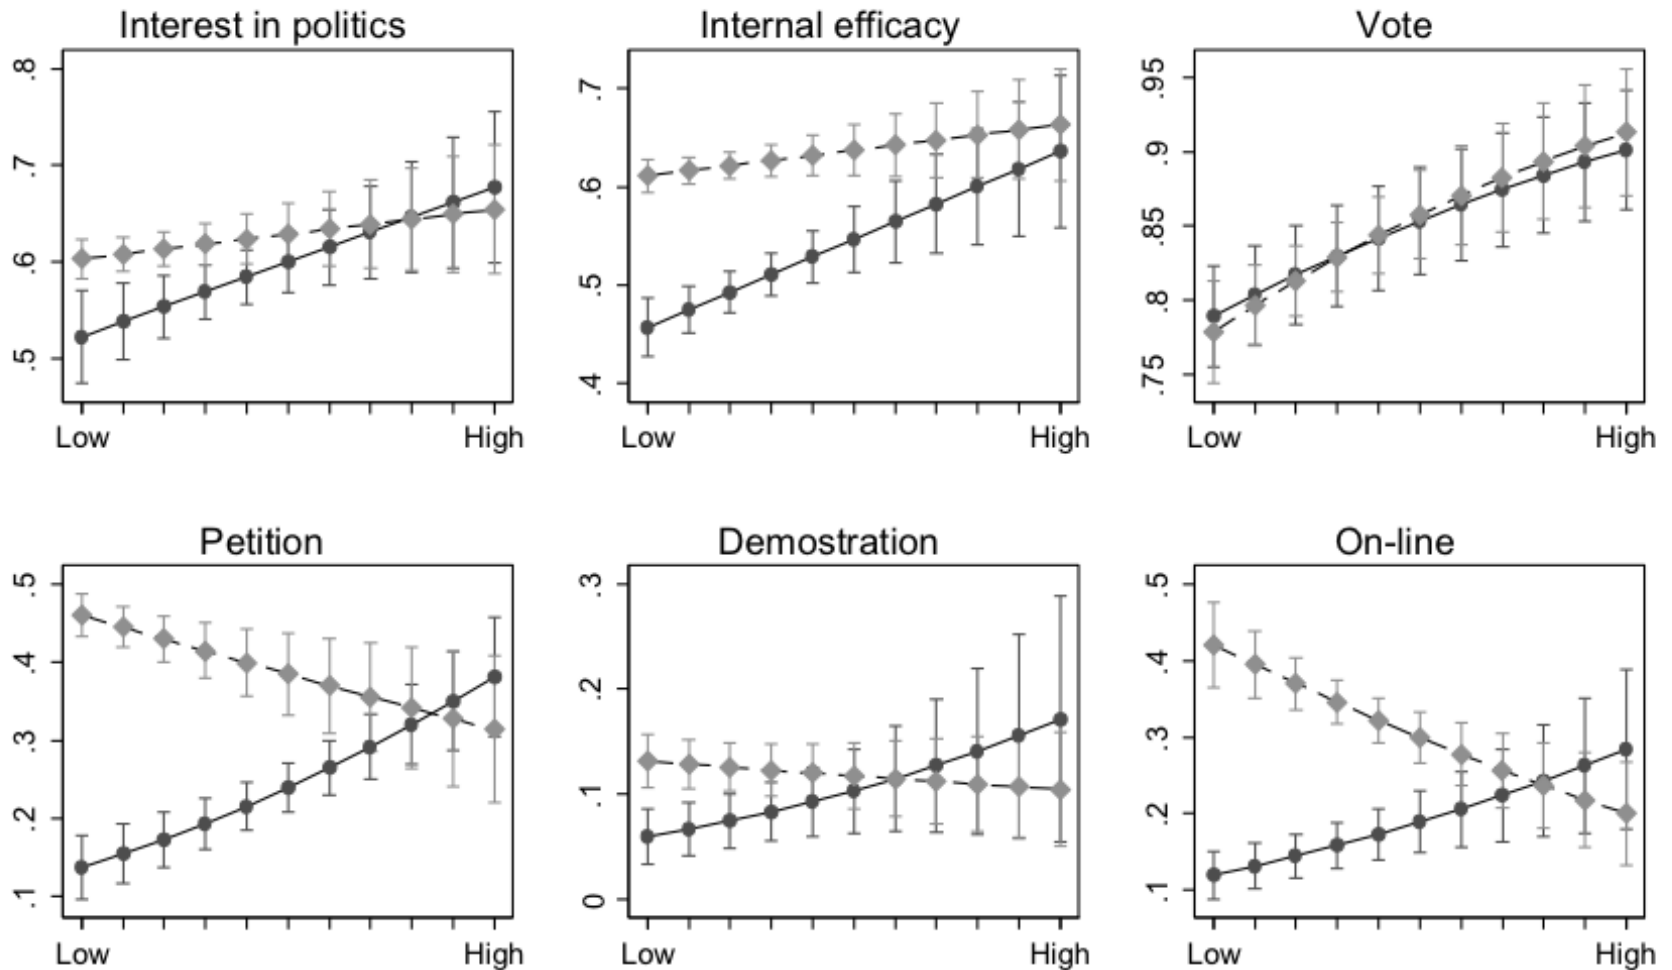 Interest in politics
.8
.7
.6
.5
Low High
Internal efficacy
.7
.6
.5
.4
Low High
Vote
.95
.9
.85
.8
.75
Low High
Petition
.5
.4
.3
.2
.1
Low High
Demostration
.3
.2
.1
0
Low High
On-line
.5
.4
.3
.2
.1
Low High